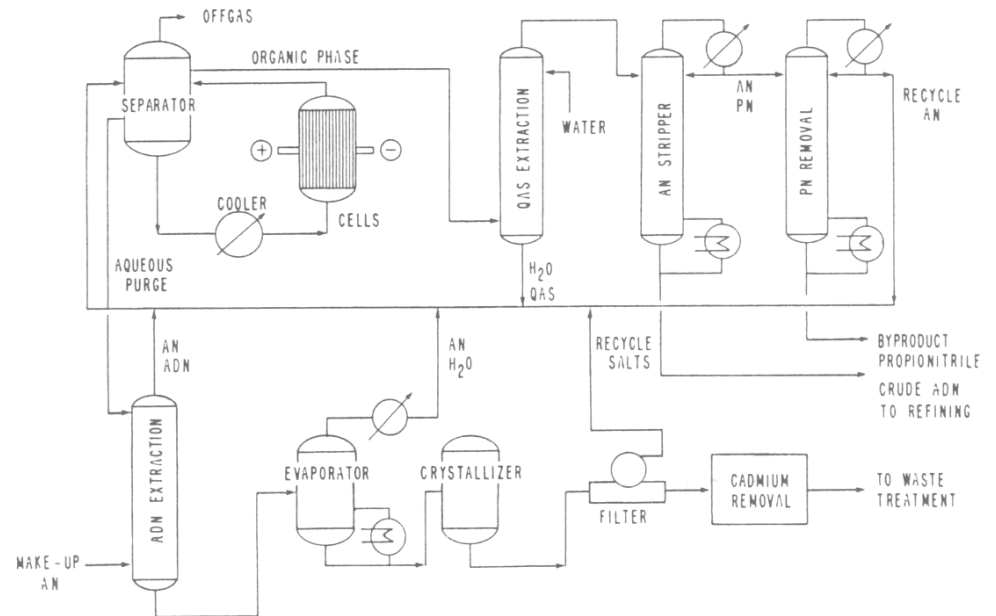 OFFGAS
ORGANIC PHASE
SEPARATOR
+
−
COOLER
CELLS
AQUEOUS
PURGE
QAS EXTRACTION
WATER
H2O
QAS
AN STRIPPER
AN
PN
PN REMOVAL
RECYCLE
AN
AN
ADN
AN
H2O
RECYCLE
SALTS
BYPRODUCT
PROPIONITRILE
CRUDE ADN
TO REFINING
ADN EXTRACTION
MAKE-UP
AN
EVAPORATOR
CRYSTALLIZER
FILTER
CADMIUM
REMOVAL
TO WASTE
TREATMENT